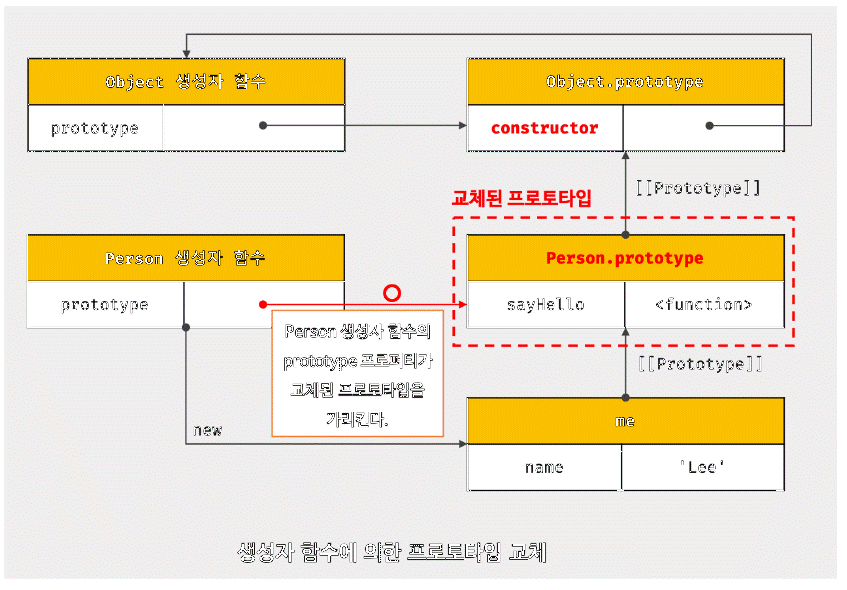 Object 생성자 함수
Object.prototype
prototype
constructor
[[Prototype]]
교체된 프로토타입
Person 생성자 함수
Person.prototype
prototype
sayHello
<function>
Person 생성자 함수의
prototype 프로퍼티가
교체된 프로토타입을
가리킨다.
[[Prototype]]
new
me
name
'Lee'
생성자 함수에 의한 프로토타입 교체